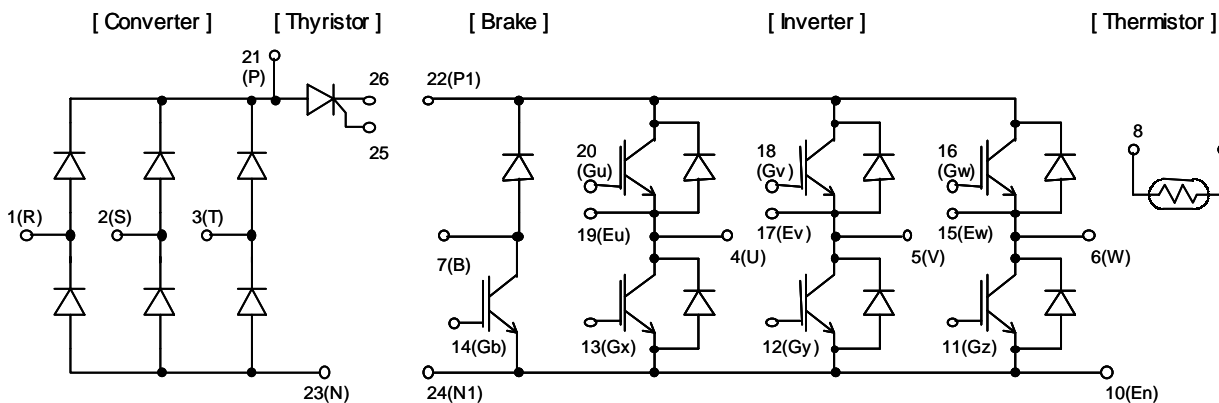 [ Converter ] [ Thyristor ] [ Brake ] [ Inverter ] [ Thermistor ]
21
(P)
26
25
22(P1)
20
(Gu)
18
(Gv)
16
(Gw)
8
1(R)
2(S)
3(T)
19(Eu)
17(Ev)
15(Ew)
7(B)
4(U)
5(V)
6(W)
14(Gb)
13(Gx)
12(Gy)
11(Gz)
23(N)
24(N1)
10(En)